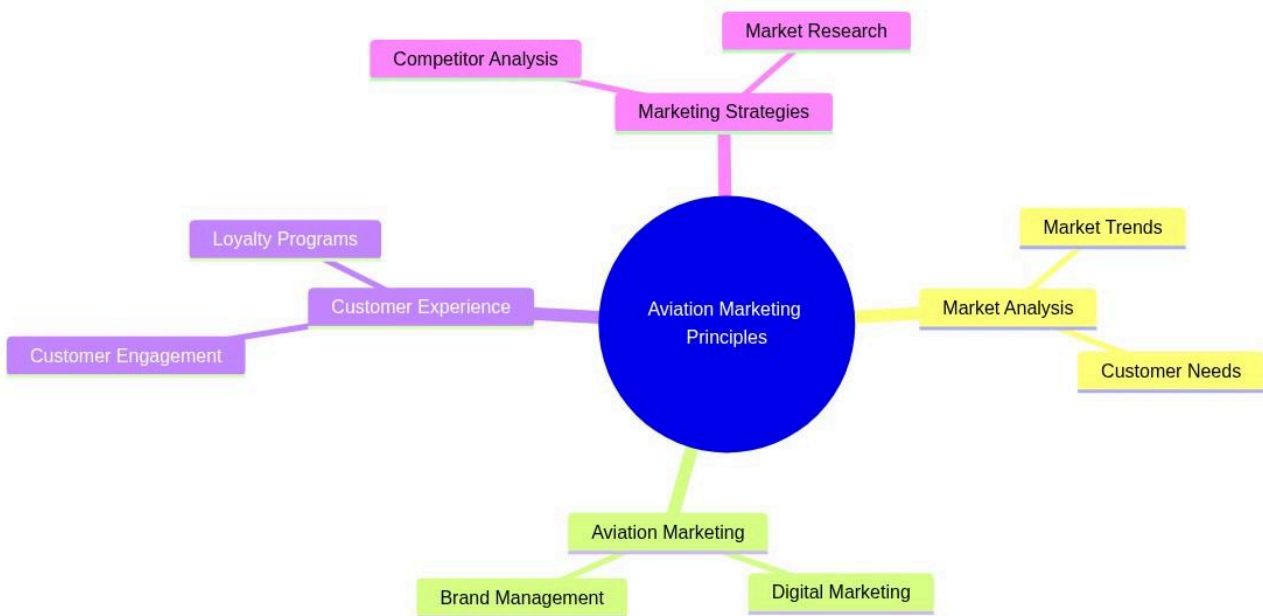 Market Research
Competitor Analysis
Marketing Strategies
Market Trends
Loyalty Programs
Customer Experience
Aviation Marketing
Principles
Market Analysis
Customer Engagement
Customer Needs
Aviation Marketing
Brand Management
Digital Marketing